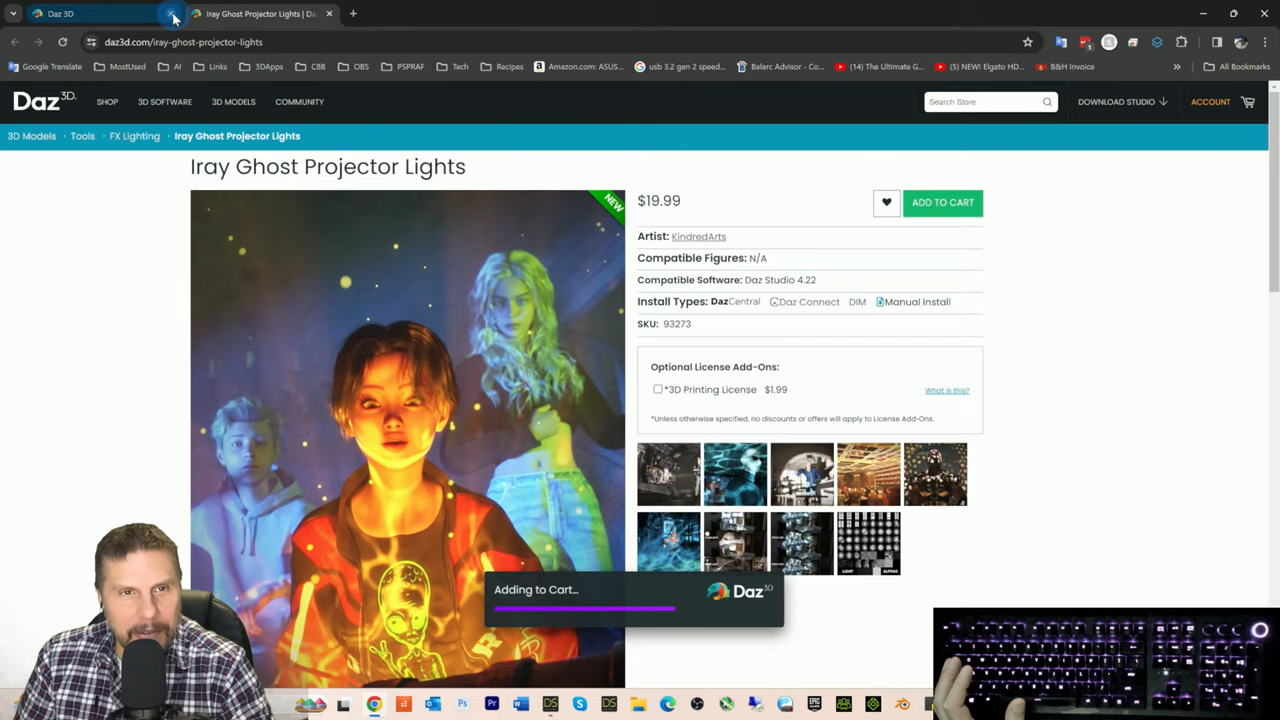 Daz 3D
Iray Ghost Projector Lights | Da
daz3d.com/iray-ghost-projector-lights
Google Translate
MostUsed
AI
Links
3DApps
CBB
OBS
PSPRAF
Tech
Recipes
Amazon.com: ASUS...
usb 3.2 gen 2 speed...
Belarc Advisor - Co...
(14) The Ultimate G...
(5) NEW! Elgato HD...
B&H Invoice
»
All Bookmarks
Daz 3D
SHOP
3D SOFTWARE
3D MODELS
COMMUNITY
Search Store
DOWNLOAD STUDIO
ACCOUNT
3D Models · Tools · FX Lighting · Iray Ghost Projector Lights
Iray Ghost Projector Lights
NEW
$19.99
ADD TO CART
Artist: KindredArts
Compatible Figures: N/A
Compatible Software: Daz Studio 4.22
Install Types: DazCentral Daz Connect DIM Manual Install
SKU: 93273
Optional License Add-Ons:
*3D Printing License $1.99
What is this?
*Unless otherwise specified, no discounts or offers will apply to License Add-Ons.
LIGHT ALPHAS
Adding to Cart...
Daz 3D